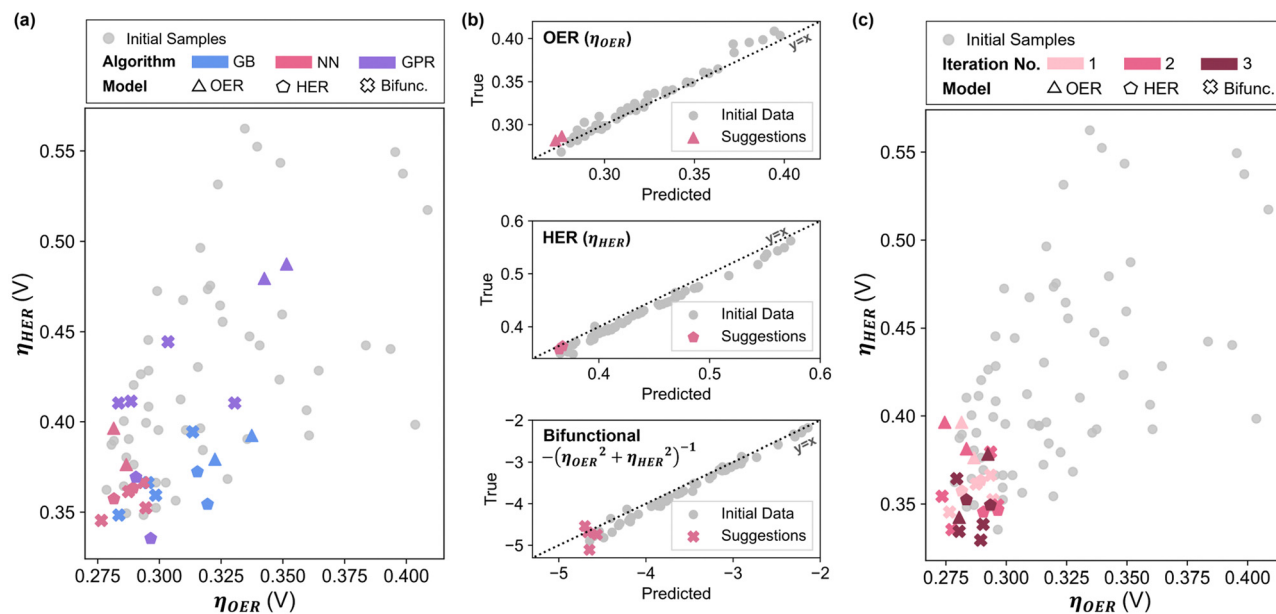 (a)
Initial Samples
Algorithm GB NN GPR
Model OER HER Bifunc.
η_HER (V)
0.55
0.50
0.45
0.40
0.35
0.275 0.300 0.325 0.350 0.375 0.400
η_OER (V)
(b)
OER (η_OER)
y=x
True
0.40
0.35
0.30
Initial Data
Suggestions
0.30 0.35 0.40
Predicted
HER (η_HER)
y=x
True
0.6
0.5
0.4
Initial Data
Suggestions
0.4 0.5 0.6
Predicted
Bifunctional
−(η_OER² + η_HER²)⁻¹
y=x
True
−2
−3
−4
−5
Initial Data
Suggestions
−5 −4 −3 −2
Predicted
(c)
Initial Samples
Iteration No. 1 2 3
Model OER HER Bifunc.
η_HER (V)
0.55
0.50
0.45
0.40
0.35
0.275 0.300 0.325 0.350 0.375 0.400
η_OER (V)